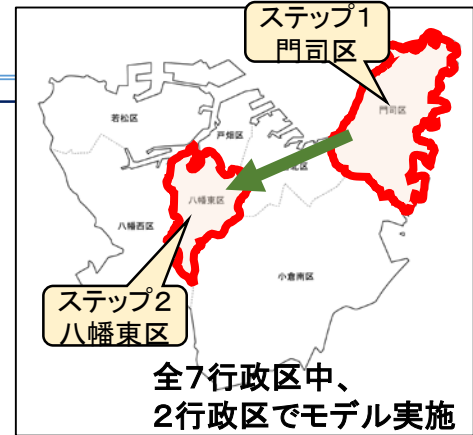 ステップ1
門司区
門司区
若松区
戸畑区
八幡東区
八幡西区
小倉南区
ステップ2
八幡東区
全7行政区中、
2行政区でモデル実施